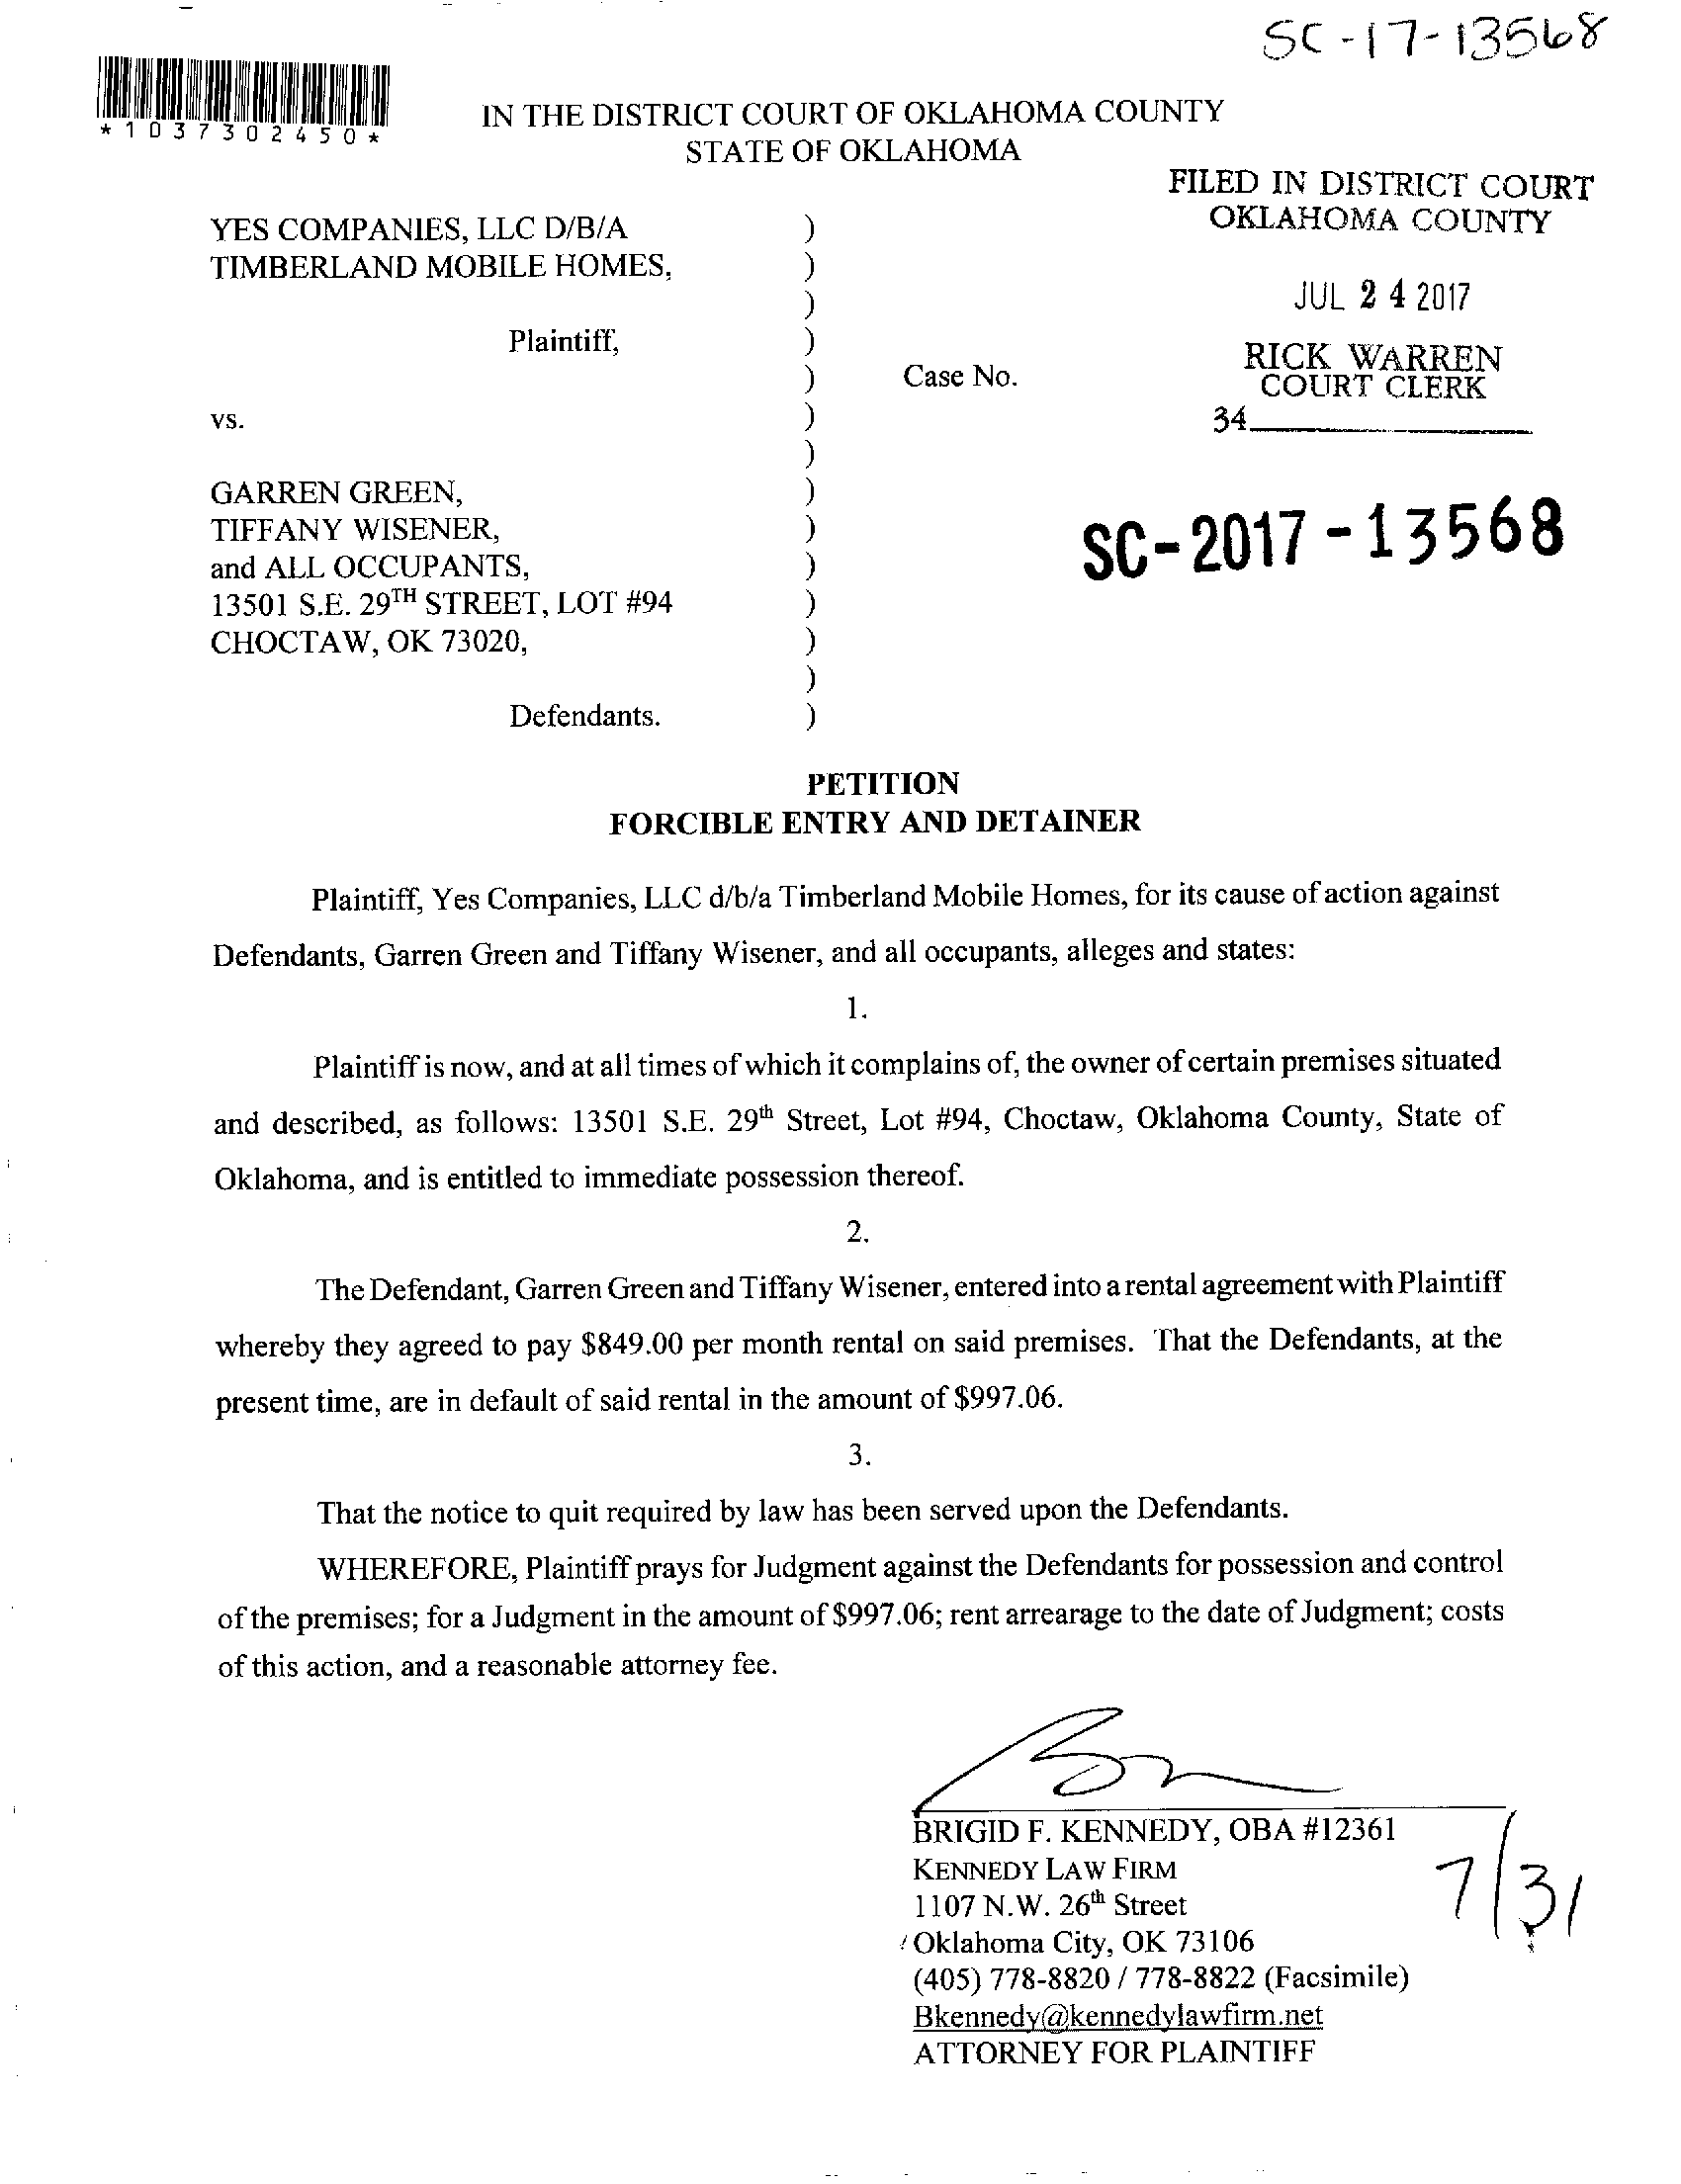 SC-17-13568
*1037302450*
IN THE DISTRICT COURT OF OKLAHOMA COUNTY
STATE OF OKLAHOMA
FILED IN DISTRICT COURT
OKLAHOMA COUNTY
JUL 24 2017
RICK WARREN
COURT CLERK
34
YES COMPANIES, LLC D/B/A )
TIMBERLAND MOBILE HOMES, )
)
Plaintiff, )
) Case No.
vs. )
)
GARREN GREEN, )
TIFFANY WISENER, )
and ALL OCCUPANTS, )
13501 S.E. 29TH STREET, LOT #94 )
CHOCTAW, OK 73020, )
)
Defendants. )
SC-2017-13568
PETITION
FORCIBLE ENTRY AND DETAINER
Plaintiff, Yes Companies, LLC d/b/a Timberland Mobile Homes, for its cause of action against
Defendants, Garren Green and Tiffany Wisener, and all occupants, alleges and states:
1.
Plaintiff is now, and at all times of which it complains of, the owner of certain premises situated
and described, as follows: 13501 S.E. 29th Street, Lot #94, Choctaw, Oklahoma County, State of
Oklahoma, and is entitled to immediate possession thereof.
2.
The Defendant, Garren Green and Tiffany Wisener, entered into a rental agreement with Plaintiff
whereby they agreed to pay $849.00 per month rental on said premises. That the Defendants, at the
present time, are in default of said rental in the amount of $997.06.
3.
That the notice to quit required by law has been served upon the Defendants.
WHEREFORE, Plaintiff prays for Judgment against the Defendants for possession and control
of the premises; for a Judgment in the amount of $997.06; rent arrearage to the date of Judgment; costs
of this action, and a reasonable attorney fee.
BRIGID F. KENNEDY, OBA #12361
KENNEDY LAW FIRM
1107 N.W. 26th Street
Oklahoma City, OK 73106
(405) 778-8820 / 778-8822 (Facsimile)
Bkennedy@kennedylawfirm.net
ATTORNEY FOR PLAINTIFF
7/31